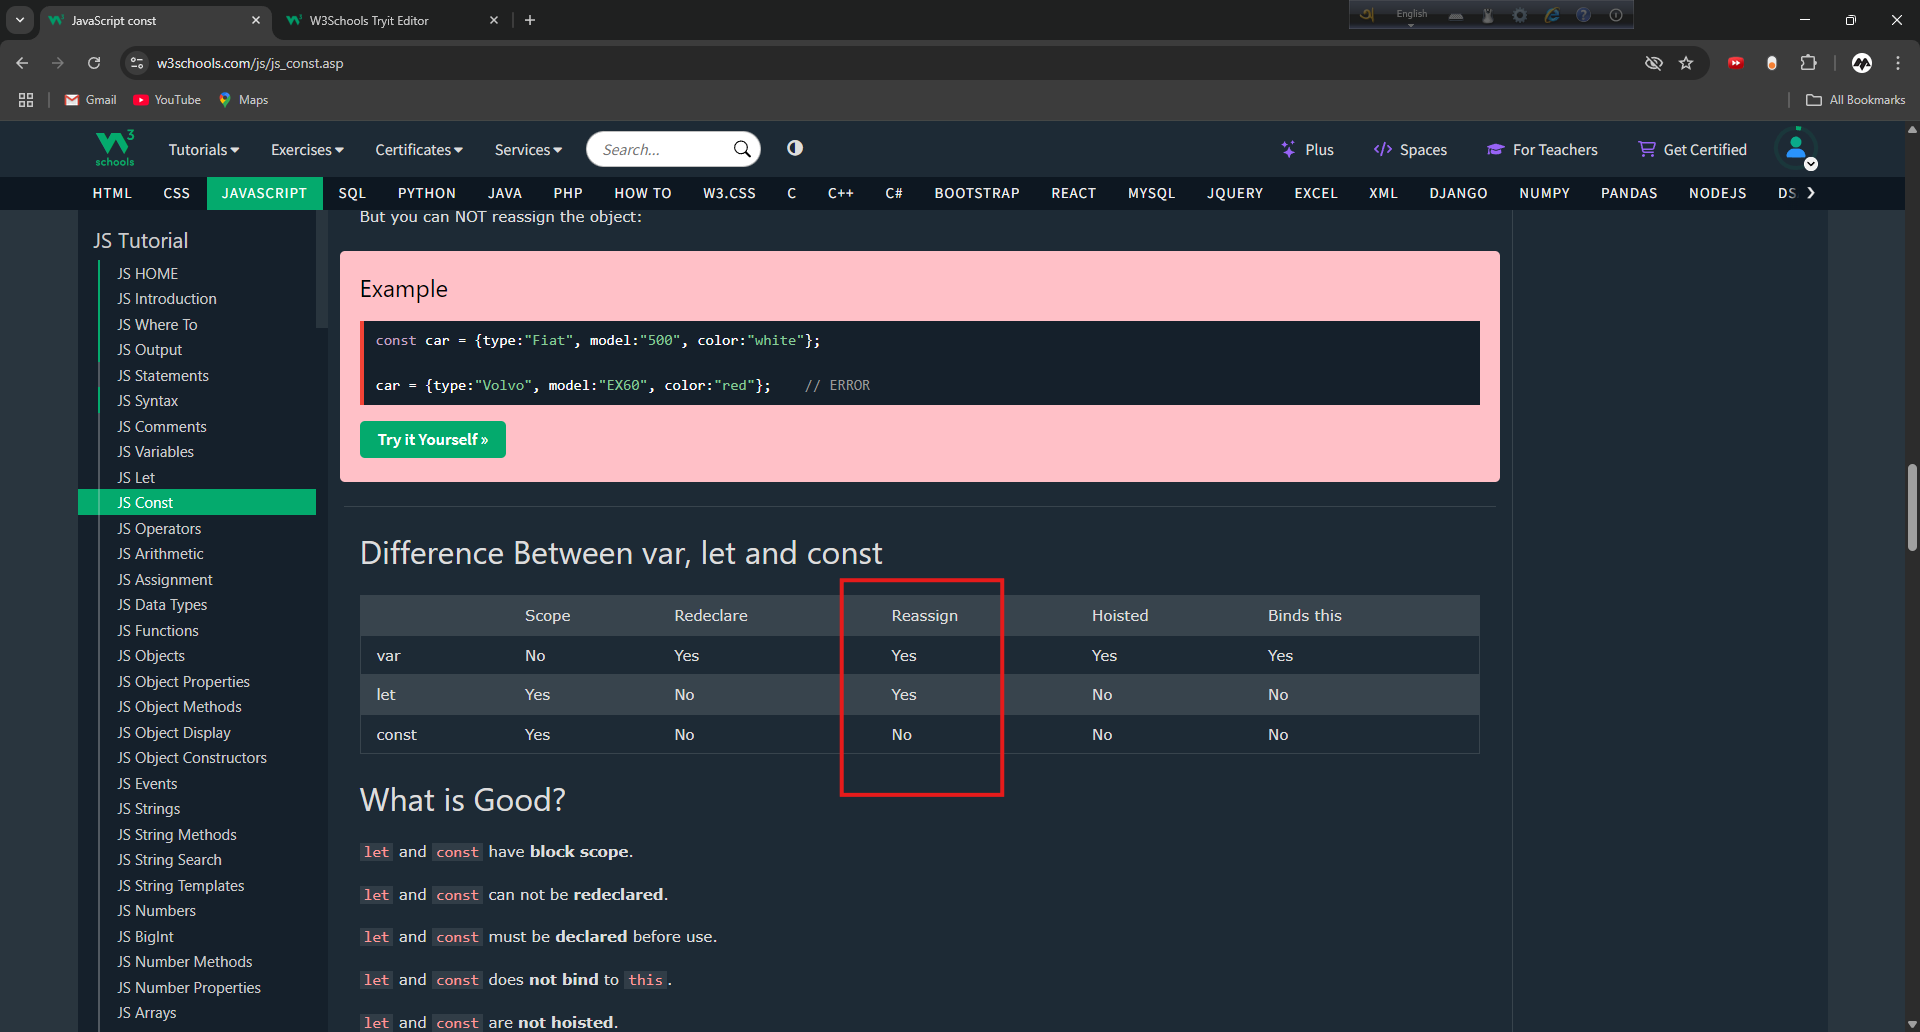 JavaScript const
W3Schools Tryit Editor
English
w3schools.com/js/js_const.asp
Gmail
YouTube
Maps
All Bookmarks
W3 schools
Tutorials
Exercises
Certificates
Services
Search...
Plus
Spaces
For Teachers
Get Certified
HTML CSS JAVASCRIPT SQL PYTHON JAVA PHP HOW TO W3.CSS C C++ C# BOOTSTRAP REACT MYSQL JQUERY EXCEL XML DJANGO NUMPY PANDAS NODEJS DS
JS Tutorial
JS HOME
JS Introduction
JS Where To
JS Output
JS Statements
JS Syntax
JS Comments
JS Variables
JS Let
JS Const
JS Operators
JS Arithmetic
JS Assignment
JS Data Types
JS Functions
JS Objects
JS Object Properties
JS Object Methods
JS Object Display
JS Object Constructors
JS Events
JS Strings
JS String Methods
JS String Search
JS String Templates
JS Numbers
JS BigInt
JS Number Methods
JS Number Properties
JS Arrays
But you can NOT reassign the object:
Example
const car = {type:"Fiat", model:"500", color:"white"};
car = {type:"Volvo", model:"EX60", color:"red"};    // ERROR
Try it Yourself »
Difference Between var, let and const
Scope Redeclare Reassign Hoisted Binds this
var No Yes Yes Yes Yes
let Yes No Yes No No
const Yes No No No No
What is Good?
let and const have block scope.
let and const can not be redeclared.
let and const must be declared before use.
let and const does not bind to this.
let and const are not hoisted.